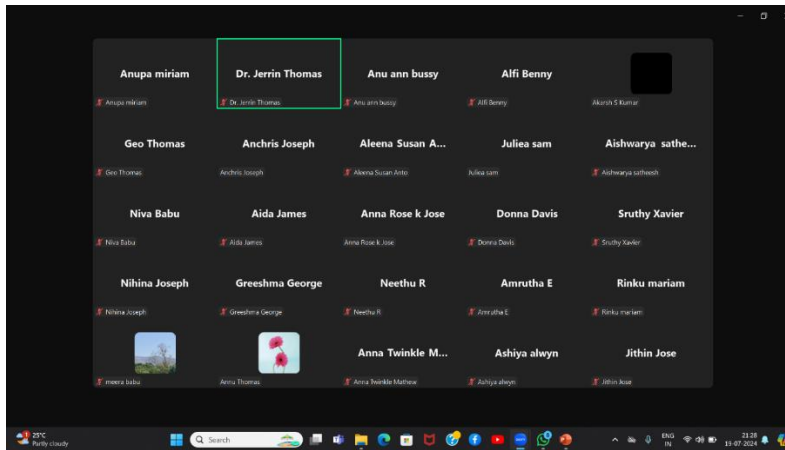 Anupa miriam
Dr. Jerrin Thomas
Anu ann bussy
Alfi Benny
Anupa miriam
Dr. Jerrin Thomas
Anu ann bussy
Alfi Benny
Akarsh S Kumar
Geo Thomas
Anchris Joseph
Aleena Susan A...
Juliea sam
Aishwarya sathe...
Geo Thomas
Anchris Joseph
Aleena Susan Anto
Juliea sam
Aishwarya satheesh
Niva Babu
Aida James
Anna Rose k Jose
Donna Davis
Sruthy Xavier
Niva Babu
Aida James
Anna Rose k Jose
Donna Davis
Sruthy Xavier
Nihina Joseph
Greeshma George
Neethu R
Amrutha E
Rinku mariam
Nihina Joseph
Greeshma George
Neethu R
Amrutha E
Rinku mariam
Anna Twinkle M...
Ashiya alwyn
Jithin Jose
meera babu
Annu Thomas
Anna Twinkle Mathew
Ashiya alwyn
Jithin Jose
25°C
Partly cloudy
Search
ENG
IN
21:28
19-07-2024